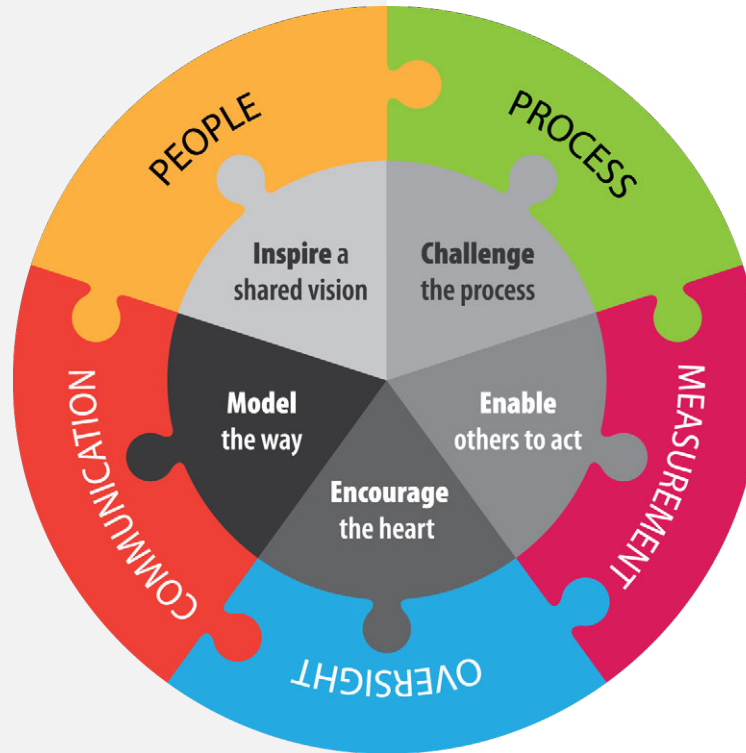 PEOPLE
PROCESS
Inspire a
shared vision
Challenge
the process
Model
the way
Enable
others to act
Encourage
the heart
COMMUNICATION
MEASUREMENT
OVERSIGHT